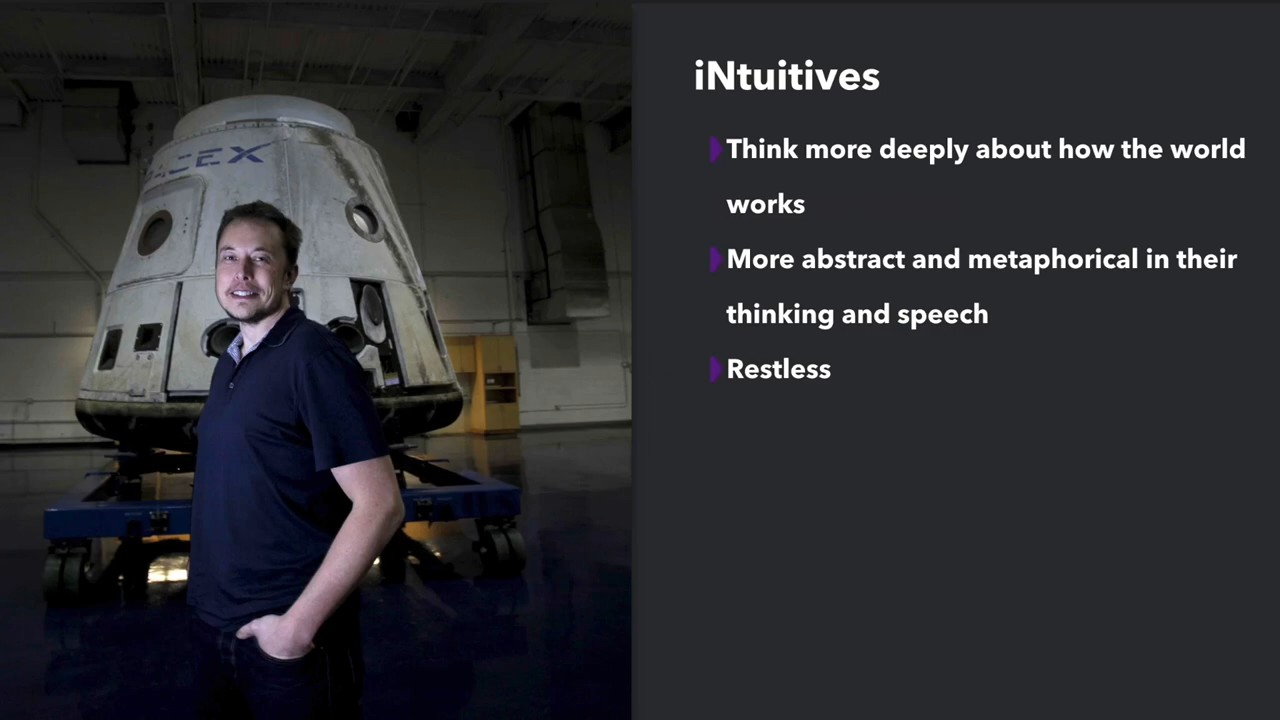 iNtuitives
Think more deeply about how the world
works
More abstract and metaphorical in their
thinking and speech
Restless